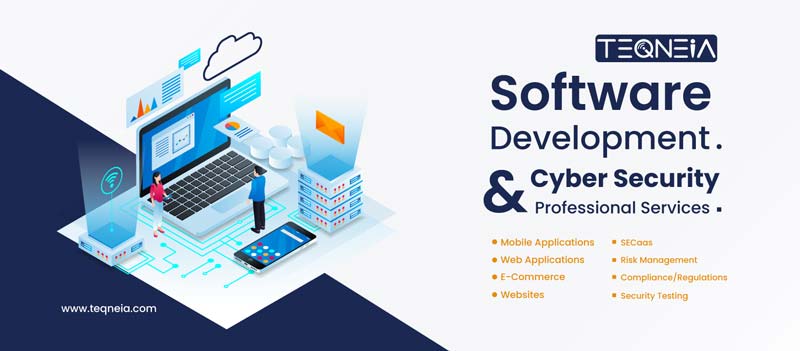 TEQNEIA
Software
Development.
& Cyber Security
Professional Services
Mobile Applications
Web Applications
E-Commerce
Websites
SECaas
Risk Management
Compliance/Regulations
Security Testing
www.teqneia.com